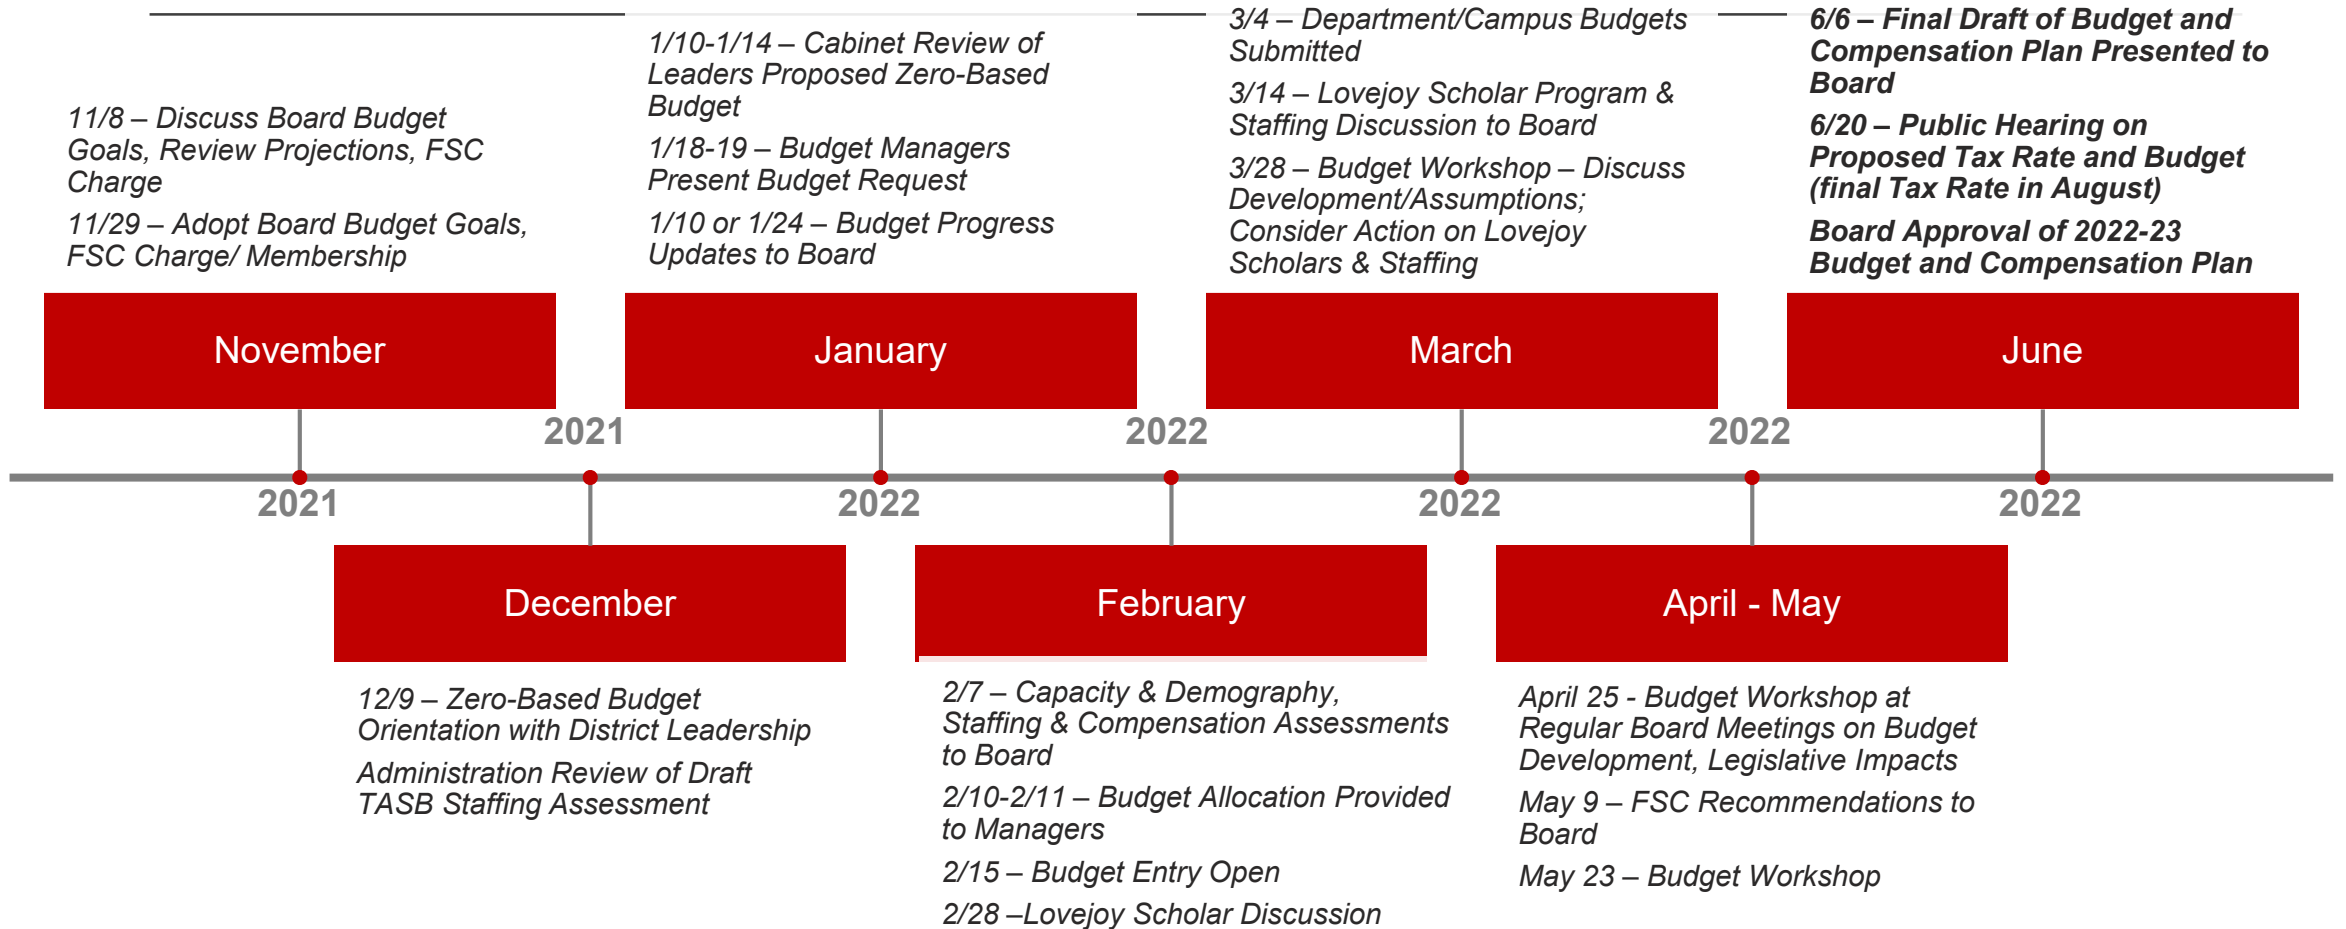 11/8 – Discuss Board Budget
Goals, Review Projections, FSC
Charge
11/29 – Adopt Board Budget Goals,
FSC Charge/ Membership
November
2021
12/9 – Zero-Based Budget
Orientation with District Leadership
Administration Review of Draft
TASB Staffing Assessment
December
2021
1/10-1/14 – Cabinet Review of
Leaders Proposed Zero-Based
Budget
1/18-19 – Budget Managers
Present Budget Request
1/10 or 1/24 – Budget Progress
Updates to Board
January
2022
2022
February
2/7 – Capacity & Demography,
Staffing & Compensation Assessments
to Board
2/10-2/11 – Budget Allocation Provided
to Managers
2/15 – Budget Entry Open
2/28 –Lovejoy Scholar Discussion
3/4 – Department/Campus Budgets
Submitted
3/14 – Lovejoy Scholar Program &
Staffing Discussion to Board
3/28 – Budget Workshop – Discuss
Development/Assumptions;
Consider Action on Lovejoy
Scholars & Staffing
March
2022
2022
April - May
April 25 - Budget Workshop at
Regular Board Meetings on Budget
Development, Legislative Impacts
May 9 – FSC Recommendations to
Board
May 23 – Budget Workshop
6/6 – Final Draft of Budget and
Compensation Plan Presented to
Board
6/20 – Public Hearing on
Proposed Tax Rate and Budget
(final Tax Rate in August)
Board Approval of 2022-23
Budget and Compensation Plan
June
2022